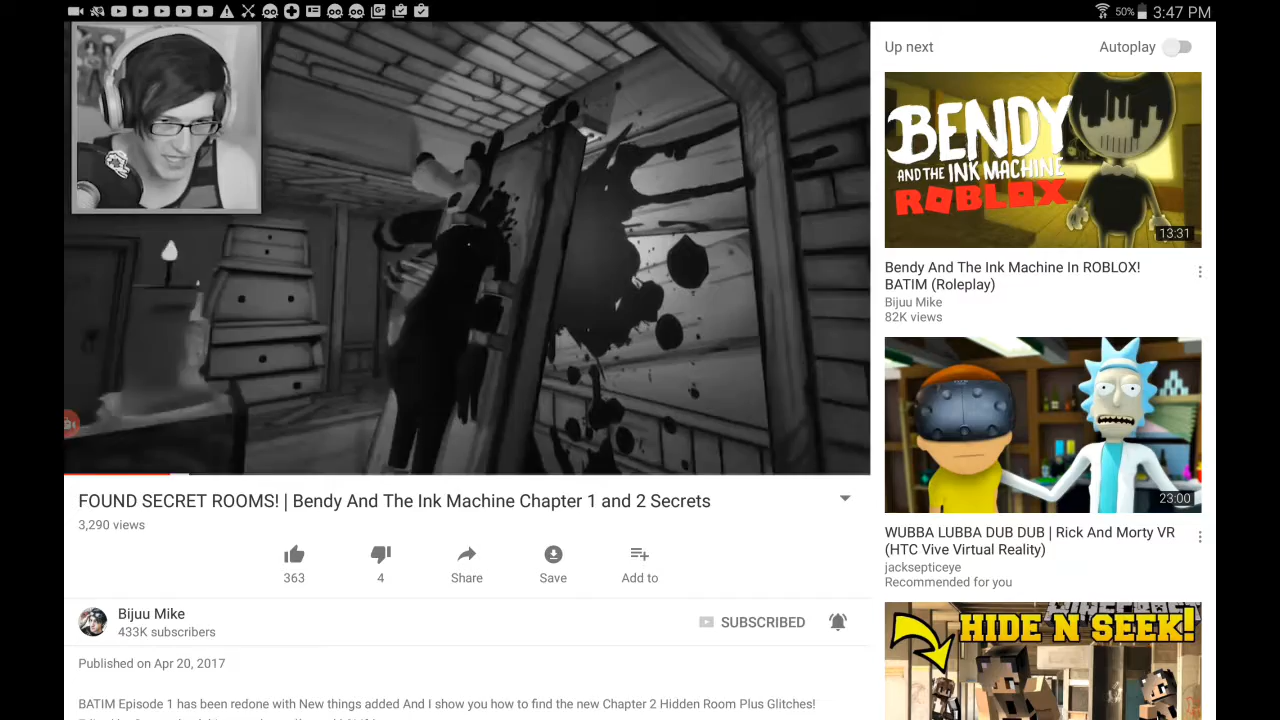 50% 3:47 PM
Up next
Autoplay
BENDY
AND THE INK MACHINE
ROBLOX
13:31
Bendy And The Ink Machine In ROBLOX!
BATIM (Roleplay)
Bijuu Mike
82K views
23:00
WUBBA LUBBA DUB DUB | Rick And Morty VR
(HTC Vive Virtual Reality)
jacksepticeye
Recommended for you
HIDE N SEEK!
FOUND SECRET ROOMS! | Bendy And The Ink Machine Chapter 1 and 2 Secrets
3,290 views
363
4
Share
Save
Add to
Bijuu Mike
433K subscribers
SUBSCRIBED
Published on Apr 20, 2017
BATIM Episode 1 has been redone with New things added And I show you how to find the new Chapter 2 Hidden Room Plus Glitches!